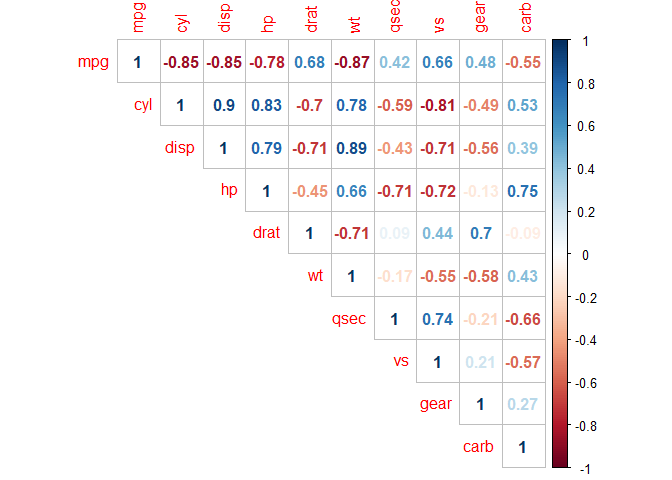 mpg cyl disp hp drat wt qsec vs gear carb
mpg 1 -0.85 -0.85 -0.78 0.68 -0.87 0.42 0.66 0.48 -0.55
cyl 1 0.9 0.83 -0.7 0.78 -0.59 -0.81 -0.49 0.53
disp 1 0.79 -0.71 0.89 -0.43 -0.71 -0.56 0.39
hp 1 -0.45 0.66 -0.71 -0.72 -0.13 0.75
drat 1 -0.71 0.09 0.44 0.7 -0.09
wt 1 -0.17 -0.55 -0.58 0.43
qsec 1 0.74 -0.21 -0.66
vs 1 0.21 -0.57
gear 1 0.27
carb 1
1
0.8
0.6
0.4
0.2
0
-0.2
-0.4
-0.6
-0.8
-1